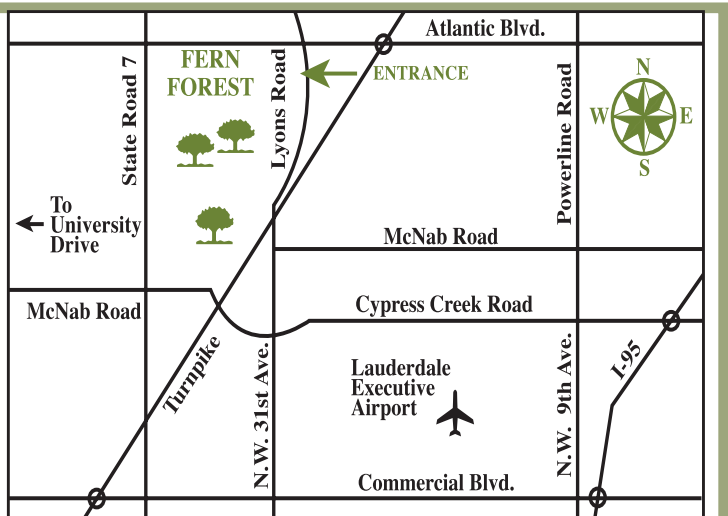 Atlantic Blvd.
FERN
FOREST
ENTRANCE
State Road 7
Lyons Road
Powerline Road
N
W
E
S
To
University
Drive
McNab Road
McNab Road
Cypress Creek Road
Turnpike
N.W. 31st Ave.
Lauderdale
Executive
Airport
N.W. 9th Ave.
I-95
Commercial Blvd.